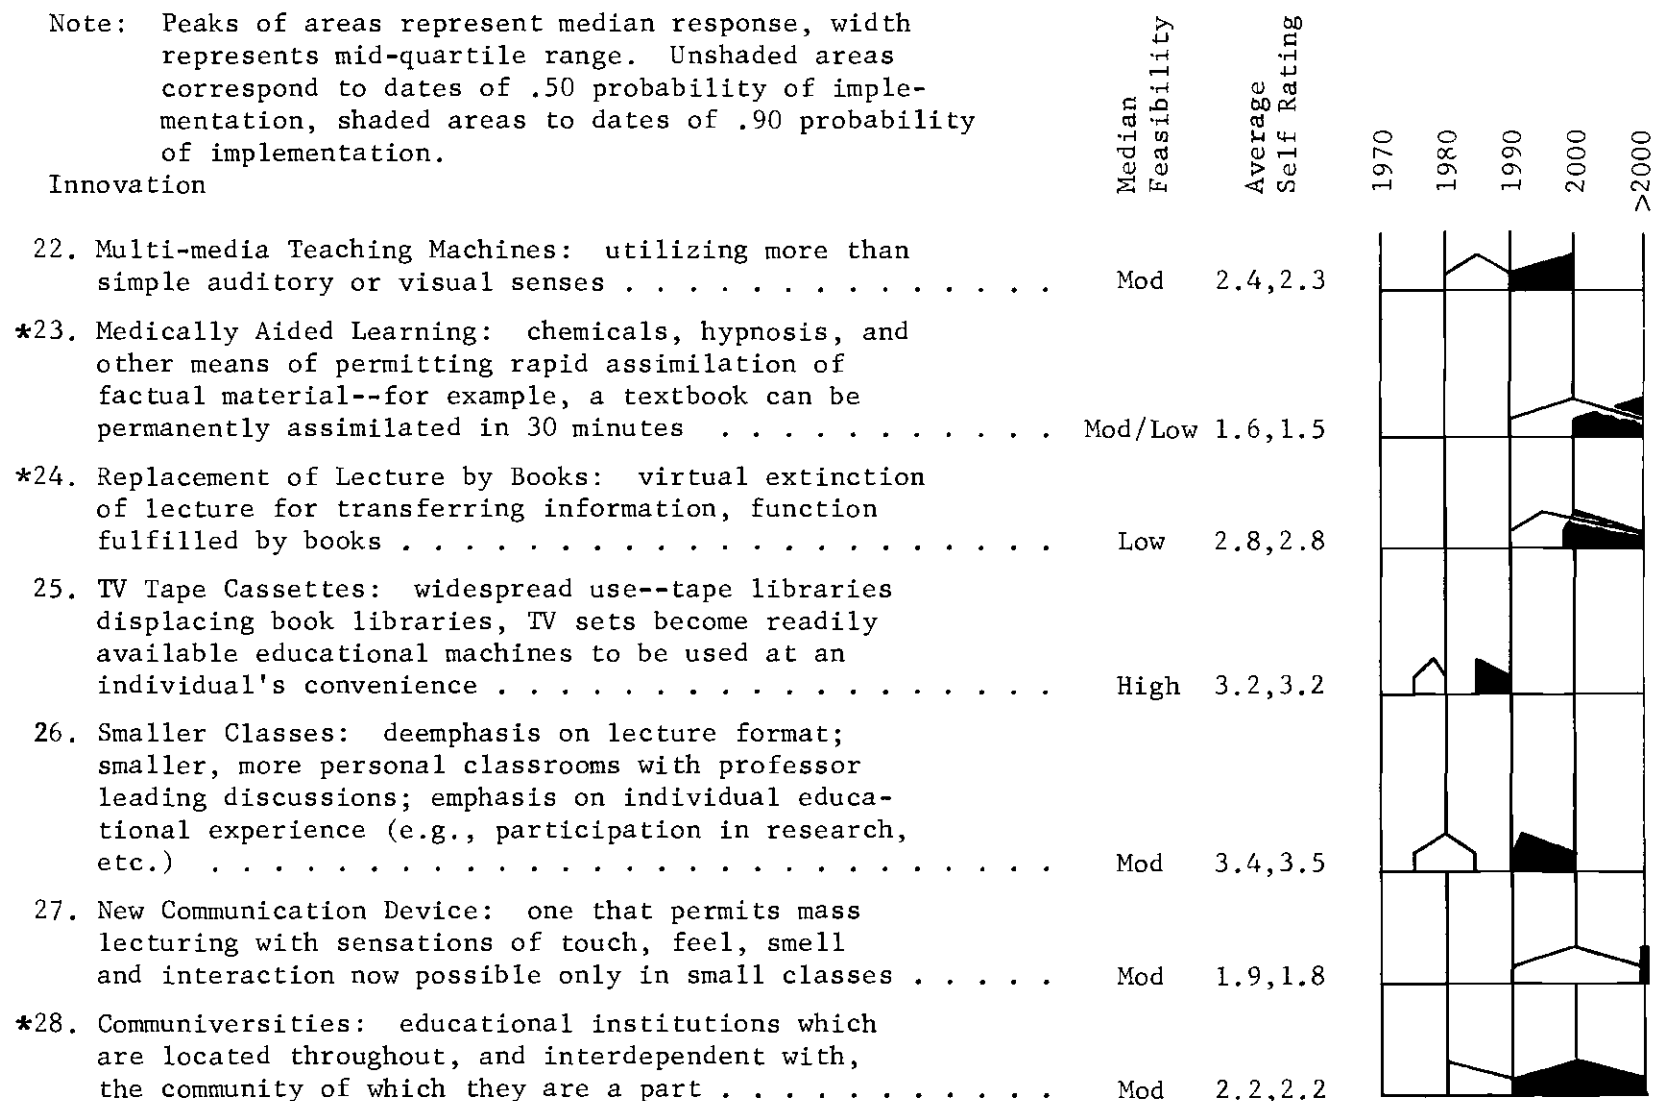 Note: Peaks of areas represent median response, width
represents mid-quartile range. Unshaded areas
correspond to dates of .50 probability of imple-
mentation, shaded areas to dates of .90 probability
of implementation.
Innovation
Median
Feasibility
Average
Self Rating
1970
1980
1990
2000
>2000
22. Multi-media Teaching Machines: utilizing more than
simple auditory or visual senses . . . . . . . . . . . . . . Mod 2.4,2.3
*23. Medically Aided Learning: chemicals, hypnosis, and
other means of permitting rapid assimilation of
factual material--for example, a textbook can be
permanently assimilated in 30 minutes . . . . . . . . . . . Mod/Low 1.6,1.5
*24. Replacement of Lecture by Books: virtual extinction
of lecture for transferring information, function
fulfilled by books . . . . . . . . . . . . . . . . . . . . Low 2.8,2.8
25. TV Tape Cassettes: widespread use--tape libraries
displacing book libraries, TV sets become readily
available educational machines to be used at an
individual's convenience . . . . . . . . . . . . . . . . . High 3.2,3.2
26. Smaller Classes: deemphasis on lecture format;
smaller, more personal classrooms with professor
leading discussions; emphasis on individual educa-
tional experience (e.g., participation in research,
etc.) . . . . . . . . . . . . . . . . . . . . . . . . . . Mod 3.4,3.5
27. New Communication Device: one that permits mass
lecturing with sensations of touch, feel, smell
and interaction now possible only in small classes . . . . . Mod 1.9,1.8
*28. Communiversities: educational institutions which
are located throughout, and interdependent with,
the community of which they are a part . . . . . . . . . . . Mod 2.2,2.2